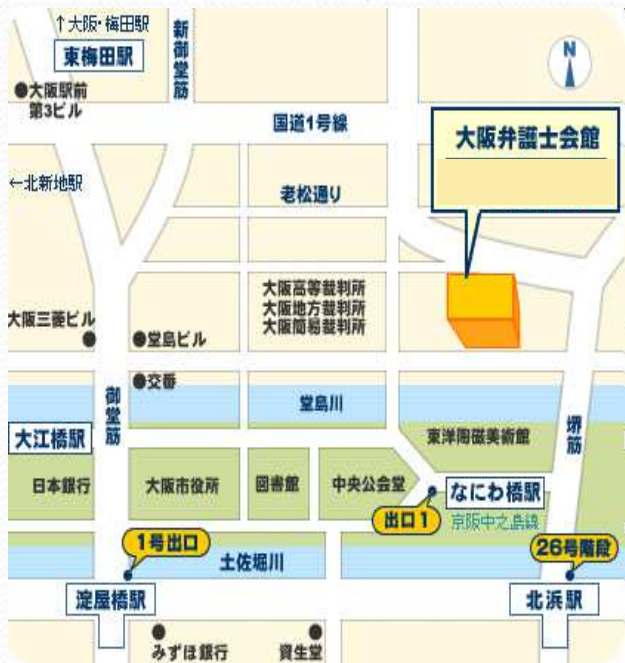 ↑大阪・梅田駅
東梅田駅
新御堂筋
N
●大阪駅前
第3ビル
国道1号線
大阪弁護士会館
←北新地駅
老松通り
大阪高等裁判所
大阪地方裁判所
大阪簡易裁判所
大阪三菱ビル
●堂島ビル
●交番
御堂筋
堂島川
堺筋
大江橋駅
東洋陶磁美術館
日本銀行
大阪市役所
図書館
中央公会堂
なにわ橋駅
出口1
京阪中之島線
1号出口
土佐堀川
26号階段
淀屋橋駅
北浜駅
みずほ銀行
資生堂